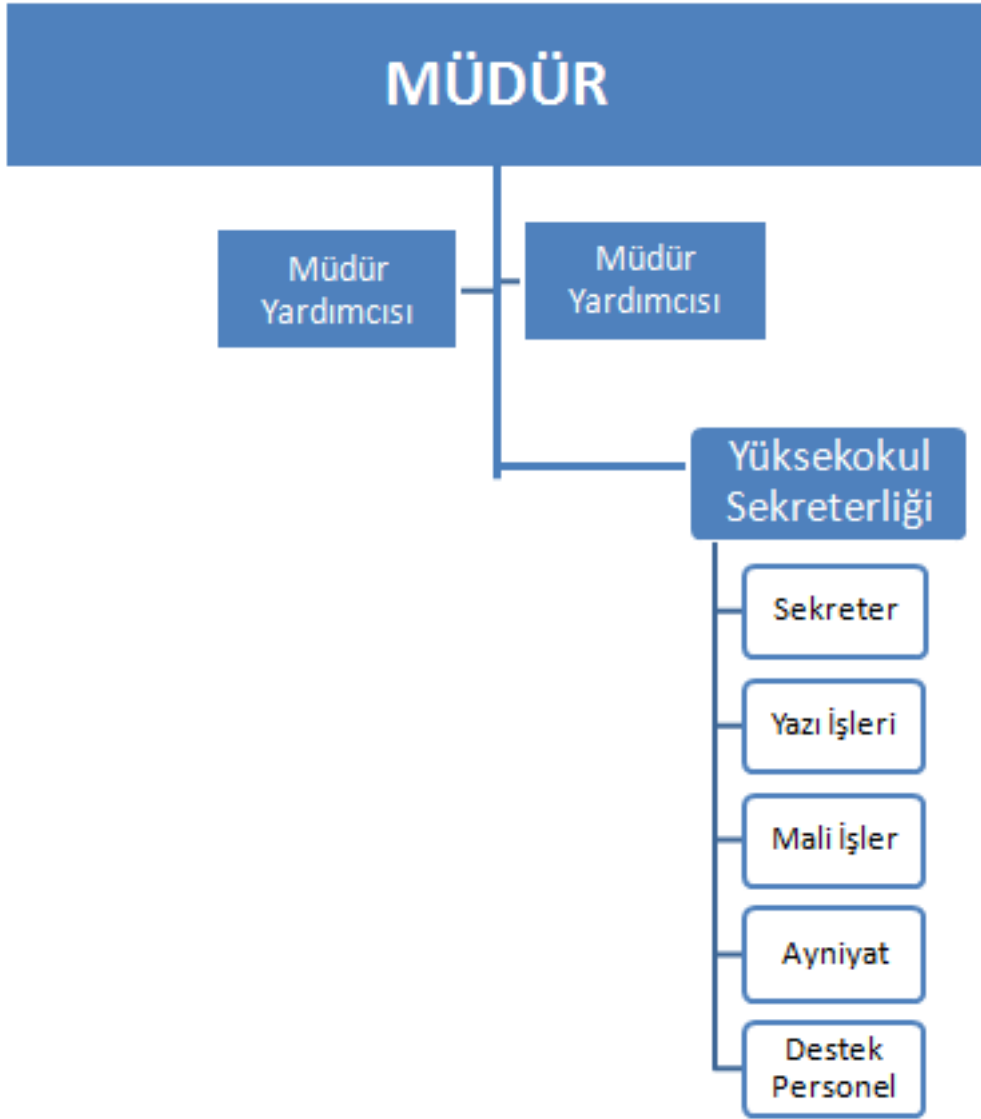 MÜDÜR
Müdür
Yardımcısı
Müdür
Yardımcısı
Yüksekokul
Sekreterliği
Sekreter
Yazı İşleri
Mali İşler
Ayniyat
Destek
Personel